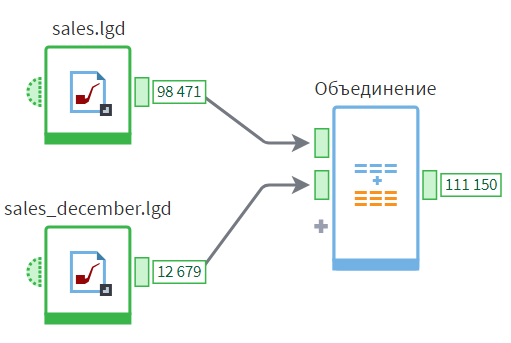 sales.lgd
98 471
Объединение
111 150
sales_december.lgd
12 679